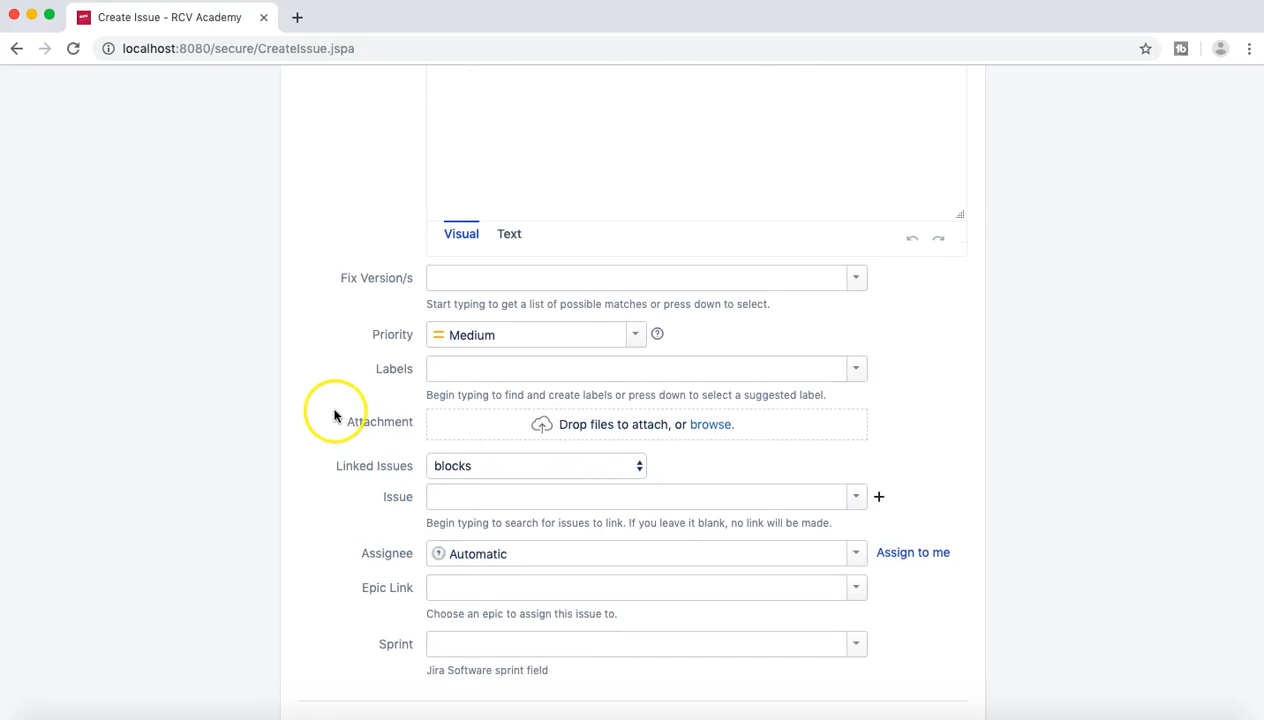 Create Issue - RCV Academy
localhost:8080/secure/CreateIssue.jspa
Visual Text
Fix Version/s
Start typing to get a list of possible matches or press down to select.
Priority Medium
Labels
Begin typing to find and create labels or press down to select a suggested label.
Attachment Drop files to attach, or browse.
Linked Issues blocks
Issue
Begin typing to search for issues to link. If you leave it blank, no link will be made.
Assignee Automatic Assign to me
Epic Link
Choose an epic to assign this issue to.
Sprint
Jira Software sprint field